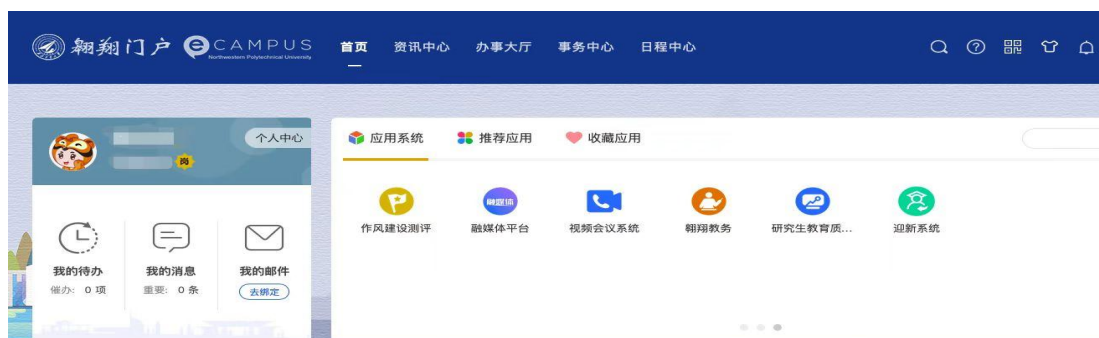 翱翔门户 eCAMPUS 首页 资讯中心 办事大厅 事务中心 日程中心
Northwestern Polytechnical University
个人中心 应用系统 推荐应用 收藏应用
岗
融媒体
作风建设测评 融媒体平台 视频会议系统 翱翔教务 研究生教育质... 迎新系统
我的待办 我的消息 我的邮件
催办: 0 项 重要: 0 条 去绑定